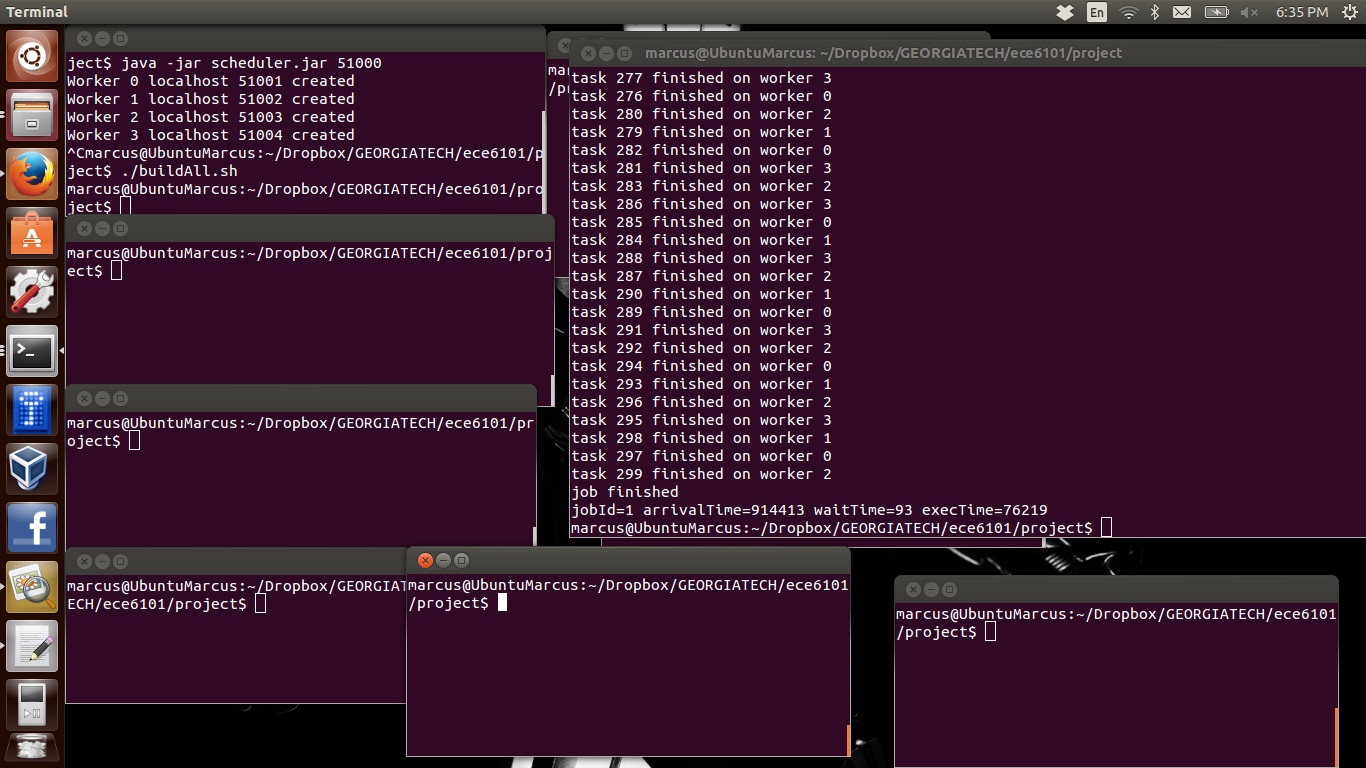 Terminal
En
6:35 PM
ject$ java -jar scheduler.jar 51000
Worker 0 localhost 51001 created
Worker 1 localhost 51002 created
Worker 2 localhost 51003 created
Worker 3 localhost 51004 created
^Cmarcus@UbuntuMarcus:~/Dropbox/GEORGIATECH/ece6101/p
ject$ ./buildAll.sh
marcus@UbuntuMarcus:~/Dropbox/GEORGIATECH/ece6101/pro
ject$
marcus@UbuntuMarcus:~/Dropbox/GEORGIATECH/ece6101/proj
ect$
marcus@UbuntuMarcus:~/Dropbox/GEORGIATECH/ece6101/pr
oject$
marcus@UbuntuMarcus:~/Dropbox/GEORGIAT
ECH/ece6101/project$
marcus@UbuntuMarcus:~/Dropbox/GEORGIATECH/ece6101
/project$
ma
/pr
marcus@UbuntuMarcus: ~/Dropbox/GEORGIATECH/ece6101/project
task 277 finished on worker 3
task 276 finished on worker 0
task 280 finished on worker 2
task 279 finished on worker 1
task 282 finished on worker 0
task 281 finished on worker 3
task 283 finished on worker 2
task 286 finished on worker 3
task 285 finished on worker 0
task 284 finished on worker 1
task 288 finished on worker 3
task 287 finished on worker 2
task 290 finished on worker 1
task 289 finished on worker 0
task 291 finished on worker 3
task 292 finished on worker 2
task 294 finished on worker 0
task 293 finished on worker 1
task 296 finished on worker 2
task 295 finished on worker 3
task 298 finished on worker 1
task 297 finished on worker 0
task 299 finished on worker 2
job finished
jobId=1 arrivalTime=914413 waitTime=93 execTime=76219
marcus@UbuntuMarcus:~/Dropbox/GEORGIATECH/ece6101/project$
marcus@UbuntuMarcus:~/Dropbox/GEORGIATECH/ece6101
/project$